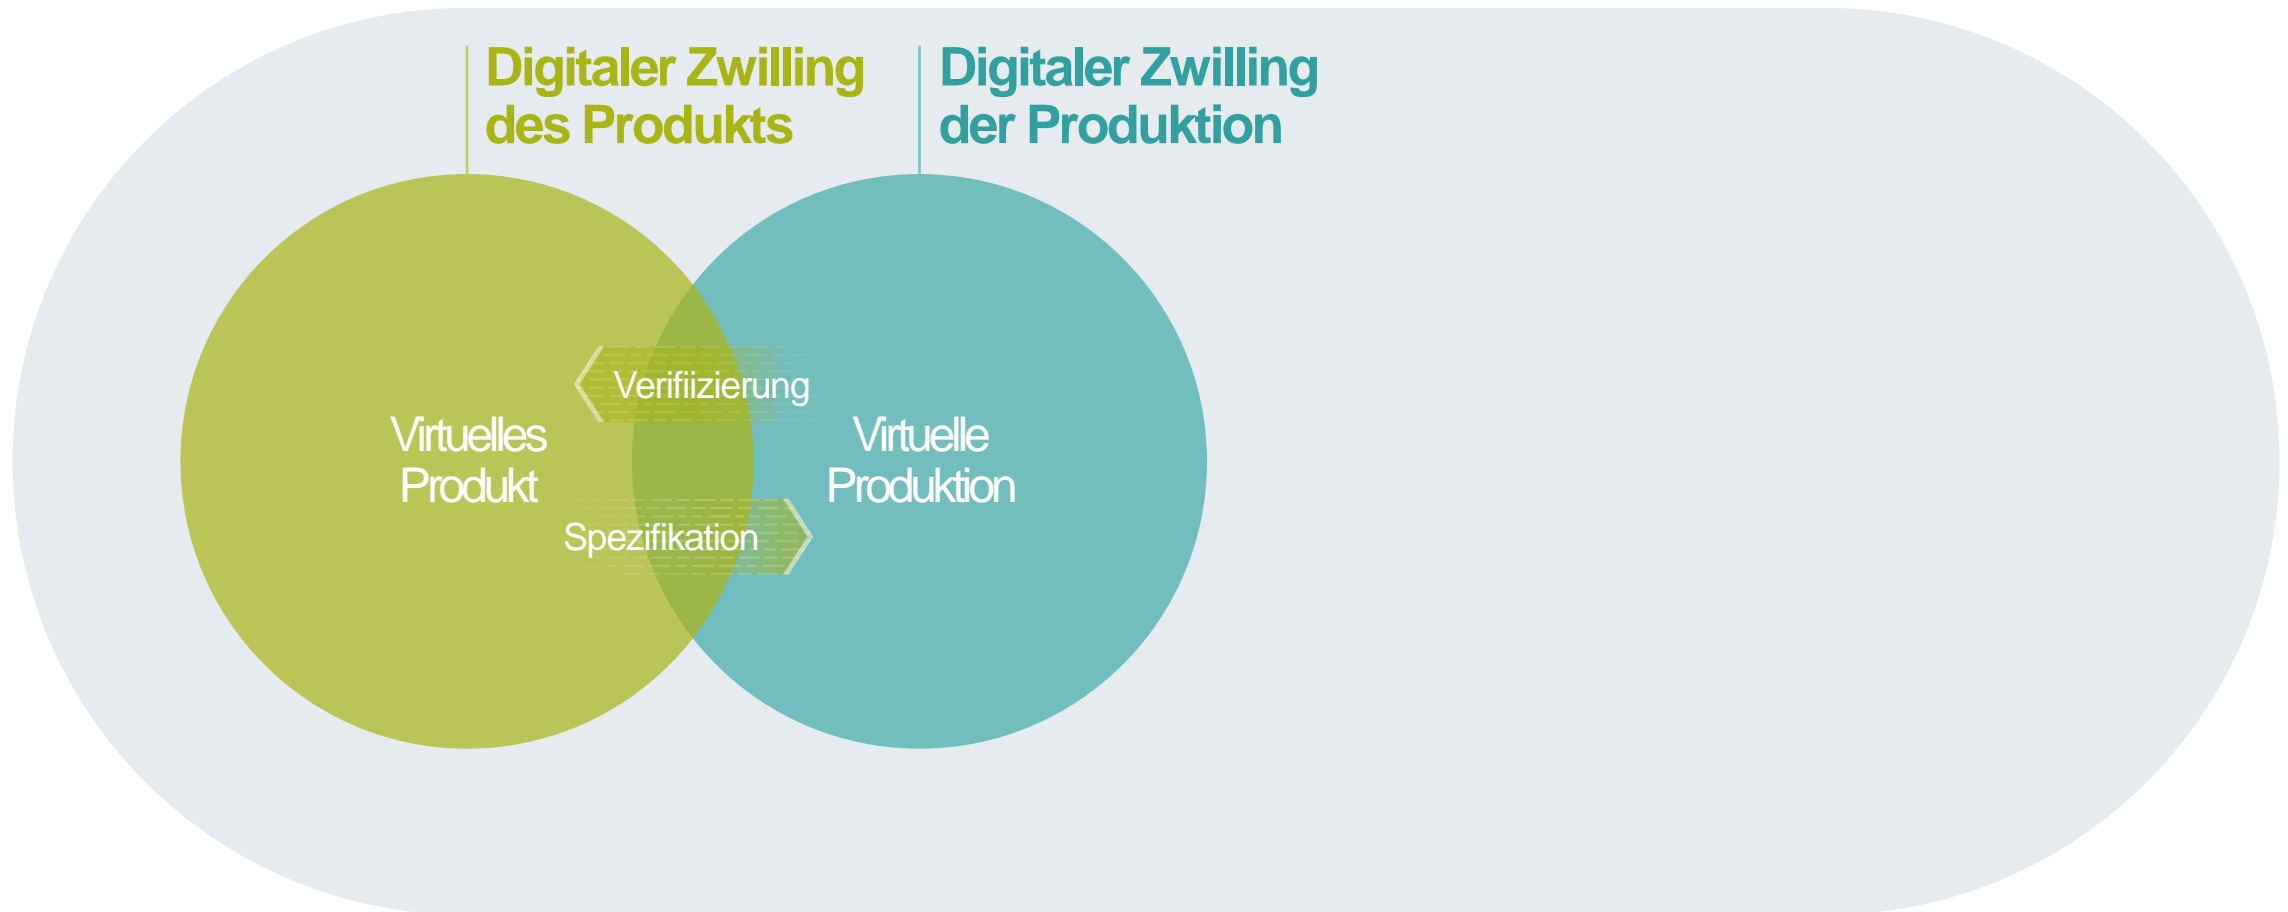 Digitaler Zwilling
des Produkts
Digitaler Zwilling
der Produktion
Verifiizierung
Virtuelles
Produkt
Virtuelle
Produktion
Spezifikation